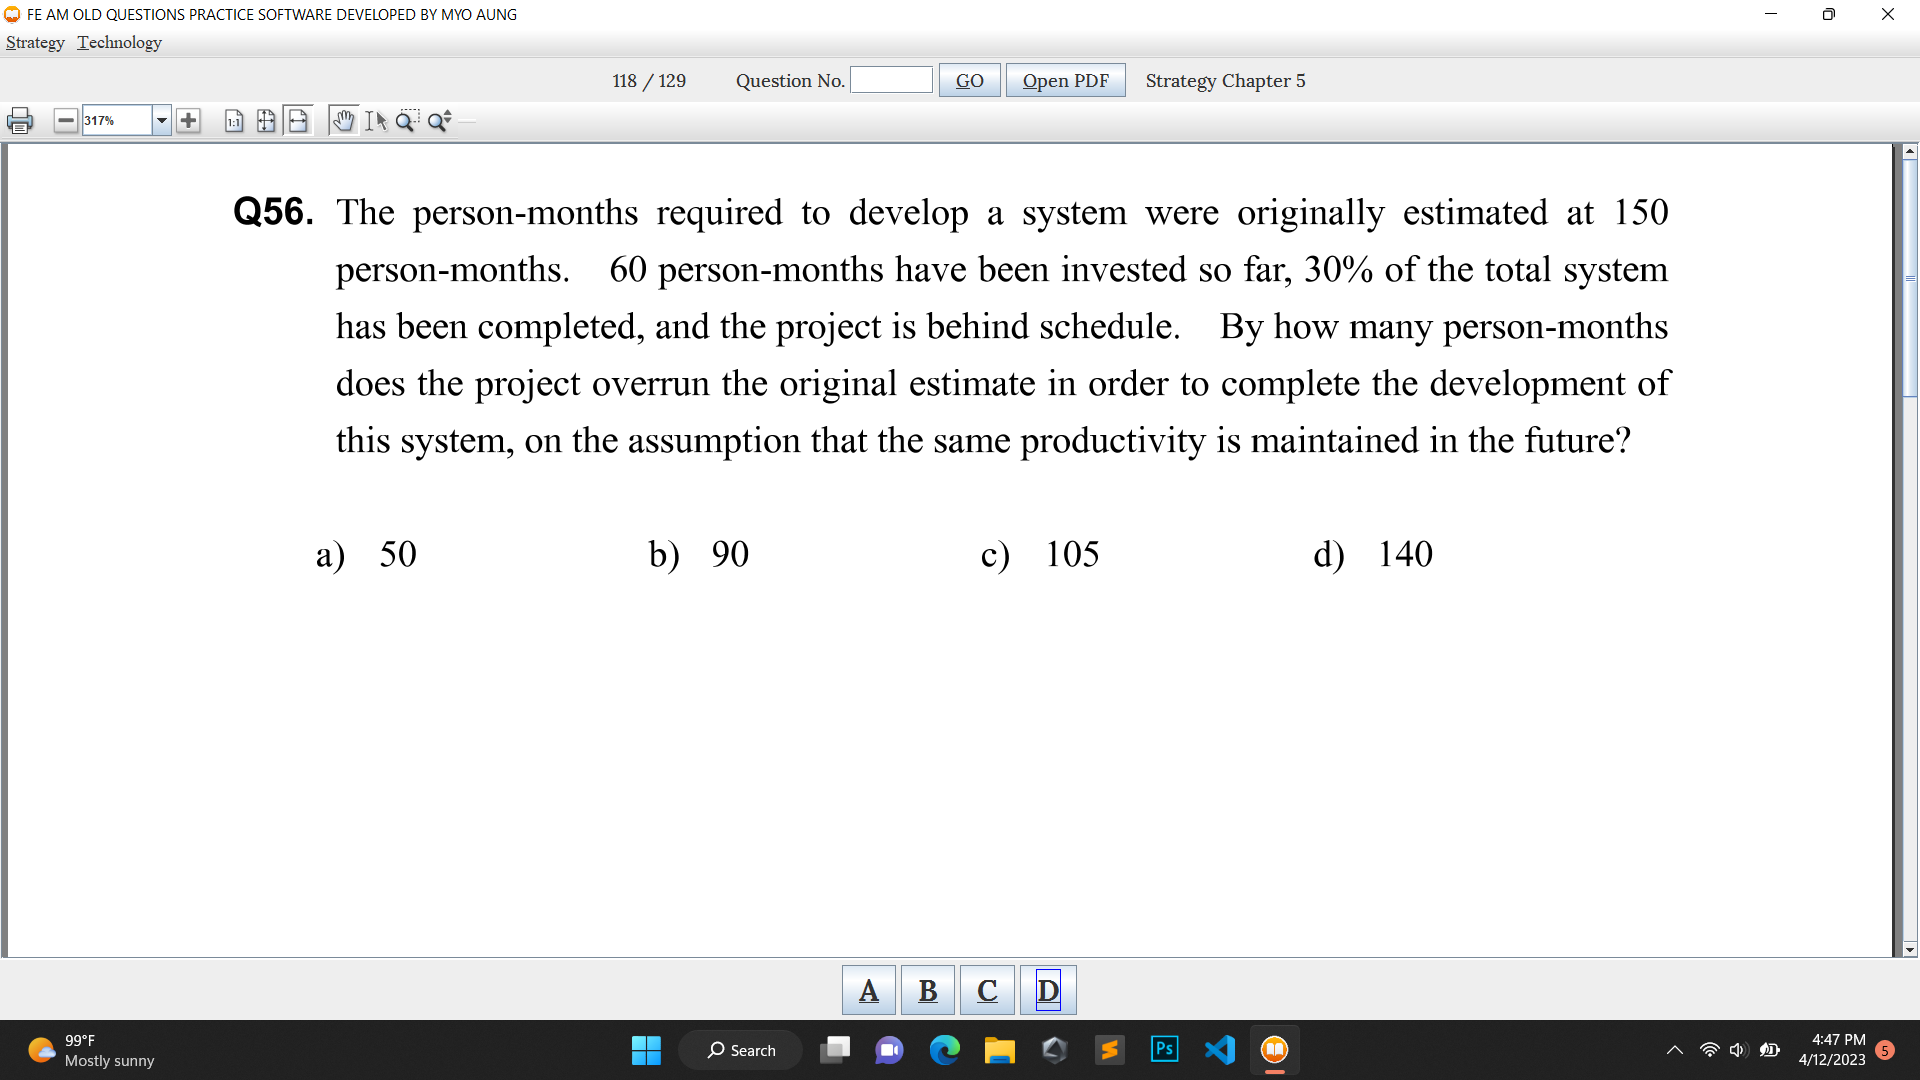 FE AM OLD QUESTIONS PRACTICE SOFTWARE DEVELOPED BY MYO AUNG
Strategy Technology
118 / 129 Question No. GO Open PDF Strategy Chapter 5
317% 1:1
Q56. The person-months required to develop a system were originally estimated at 150
person-months. 60 person-months have been invested so far, 30% of the total system
has been completed, and the project is behind schedule. By how many person-months
does the project overrun the original estimate in order to complete the development of
this system, on the assumption that the same productivity is maintained in the future?
a) 50 b) 90 c) 105 d) 140
A B C D
99°F
Mostly sunny
Search
Ps
4:47 PM
4/12/2023
5